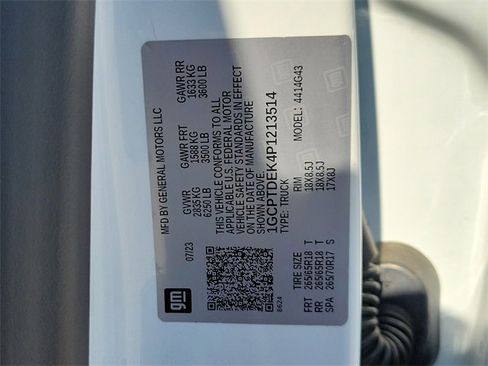 MFD BY GENERAL MOTORS LLC
07/23 GVWR GAWR FRT GAWR RR
2835 KG 1588 KG 1633 KG
6250 LB 3500 LB 3600 LB
THIS VEHICLE CONFORMS TO ALL
APPLICABLE U.S. FEDERAL MOTOR
VEHICLE SAFETY STANDARDS IN EFFECT
ON THE DATE OF MANUFACTURE
SHOWN ABOVE.
1GCPTDEK4P1213514
TYPE: TRUCK MODEL: 4414G43
gm
TIRE SIZE RIM
FRT 265/65R18 T 18X8.5J
RR 265/65R18 T 18X8.5J
SPA 265/70R17 S 17X8J